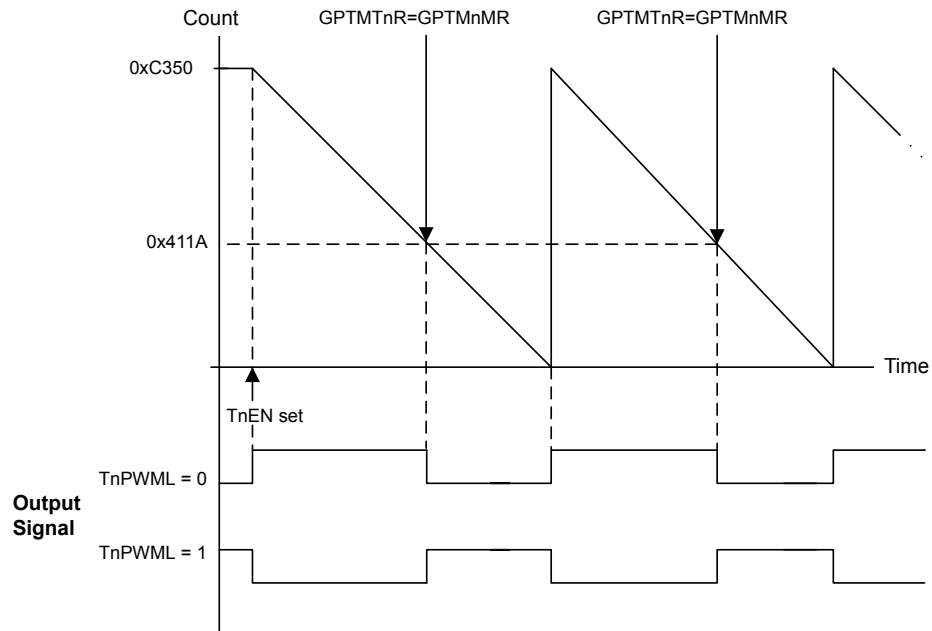 Count
GPTMTnR=GPTMnMR
GPTMTnR=GPTMnMR
0xC350
0x411A
Time
TnEN set
TnPWML = 0
Output
Signal
TnPWML = 1